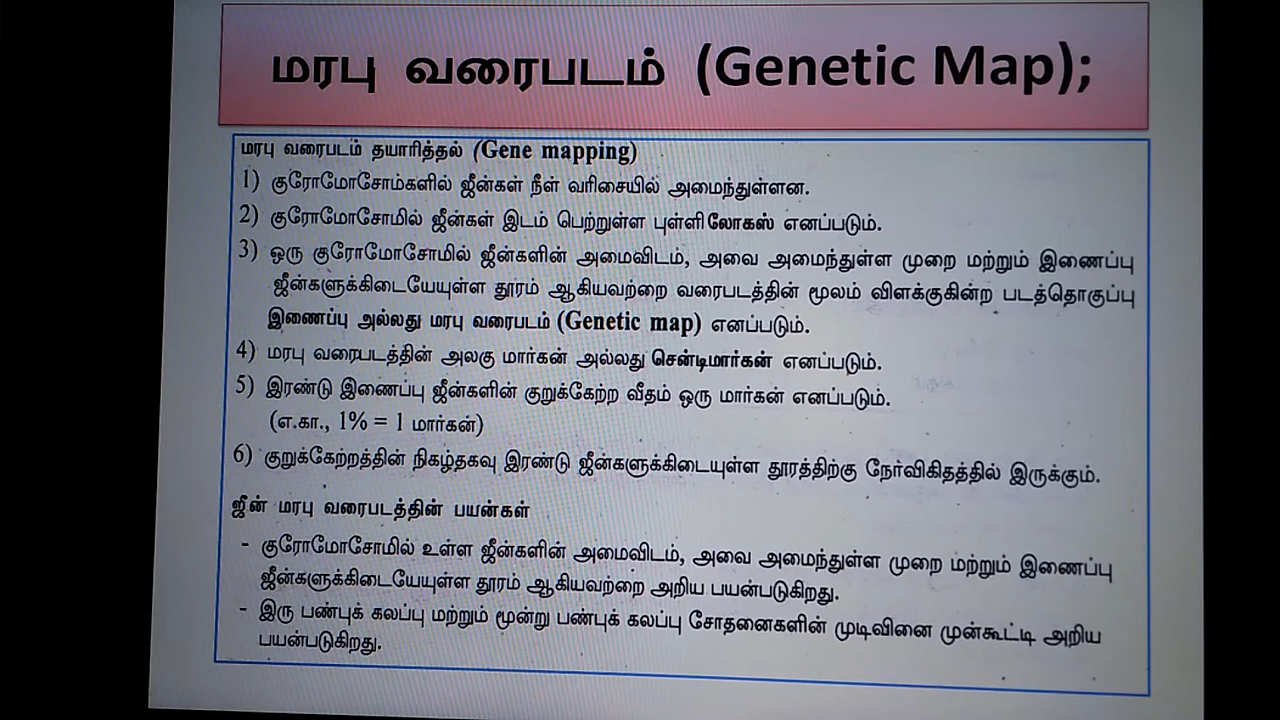 மரபு வரைபடம் (Genetic Map);
மரபு வரைபடம் தயாரித்தல் (Gene mapping)
1) குரோமோசோம்களில் ஜீன்கள் நீள் வரிசையில் அமைந்துள்ளன.
2) குரோமோசோமில் ஜீன்கள் இடம் பெற்றுள்ள புள்ளி லோகஸ் எனப்படும்.
3) ஒரு குரோமோசோமில் ஜீன்களின் அமைவிடம், அவை அமைந்துள்ள முறை மற்றும் இணைப்பு
ஜீன்களுக்கிடையேயுள்ள தூரம் ஆகியவற்றை வரைபடத்தின் மூலம் விளக்குகின்ற படத்தொகுப்பு
இணைப்பு அல்லது மரபு வரைபடம் (Genetic map) எனப்படும்.
4) மரபு வரைபடத்தின் அலகு மார்கன் அல்லது சென்டிமார்கன் எனப்படும்.
5) இரண்டு இணைப்பு ஜீன்களின் குறுக்கேற்ற வீதம் ஒரு மார்கன் எனப்படும்.
(எ.கா., 1% = 1 மார்கன்)
6) குறுக்கேற்றத்தின் நிகழ்தகவு இரண்டு ஜீன்களுக்கிடையுள்ள தூரத்திற்கு நேர்விகிதத்தில் இருக்கும்.
ஜீன் மரபு வரைபடத்தின் பயன்கள்
- குரோமோசோமில் உள்ள ஜீன்களின் அமைவிடம், அவை அமைந்துள்ள முறை மற்றும் இணைப்பு
ஜீன்களுக்கிடையேயுள்ள தூரம் ஆகியவற்றை அறிய பயன்படுகிறது.
- இரு பண்புக் கலப்பு மற்றும் மூன்று பண்புக் கலப்பு சோதனைகளின் முடிவினை முன்கூட்டி அறிய
பயன்படுகிறது.